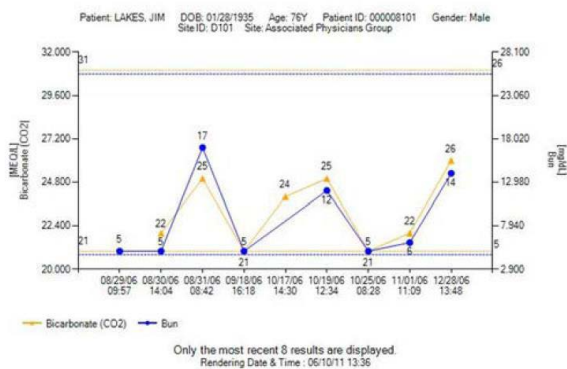 Patient: LAKES, JIM DOB: 01/28/1935 Age: 76Y Patient ID: 000008101 Gender: Male
Site ID: D101 Site: Associated Physicians Group
32.000
29.600
27.200
24.800
22.400
20.000
[MEQ/L]
Bicarbonate (CO2)
31
21
28.100
23.060
18.020
12.980
7.940
2.900
[mg/dL]
Bun
26
5
5
22
5
17
25
5
21
24
25
12
5
21
22
6
26
14
08/29/06 08/30/06 08/31/06 09/18/06 10/17/06 10/19/06 10/25/06 11/01/06 12/28/06
09:57 14:04 08:42 16:18 14:30 12:34 08:28 11:09 13:48
Bicarbonate (CO2) Bun
Only the most recent 8 results are displayed.
Rendering Date & Time : 06/10/11 13:36